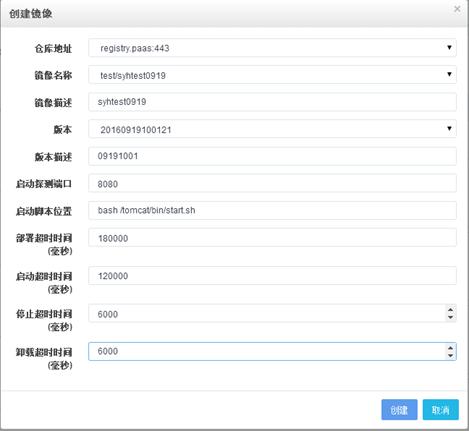 创建镜像
×
仓库地址 registry.paas:443
镜像名称 test/syhtest0919
镜像描述 syhtest0919
版本 20160919100121
版本描述 09191001
启动探测端口 8080
启动脚本位置 bash /tomcat/bin/start.sh
部署超时时间 180000
(毫秒)
启动超时时间 120000
(毫秒)
停止超时时间 6000
(毫秒)
卸载超时时间 6000
(毫秒)
创建 取消